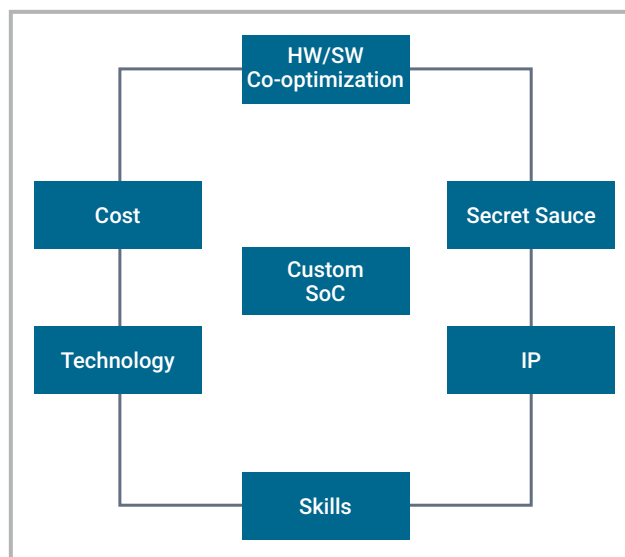 HW/SW
Co-optimization
Cost
Secret Sauce
Custom
SoC
Technology
IP
Skills